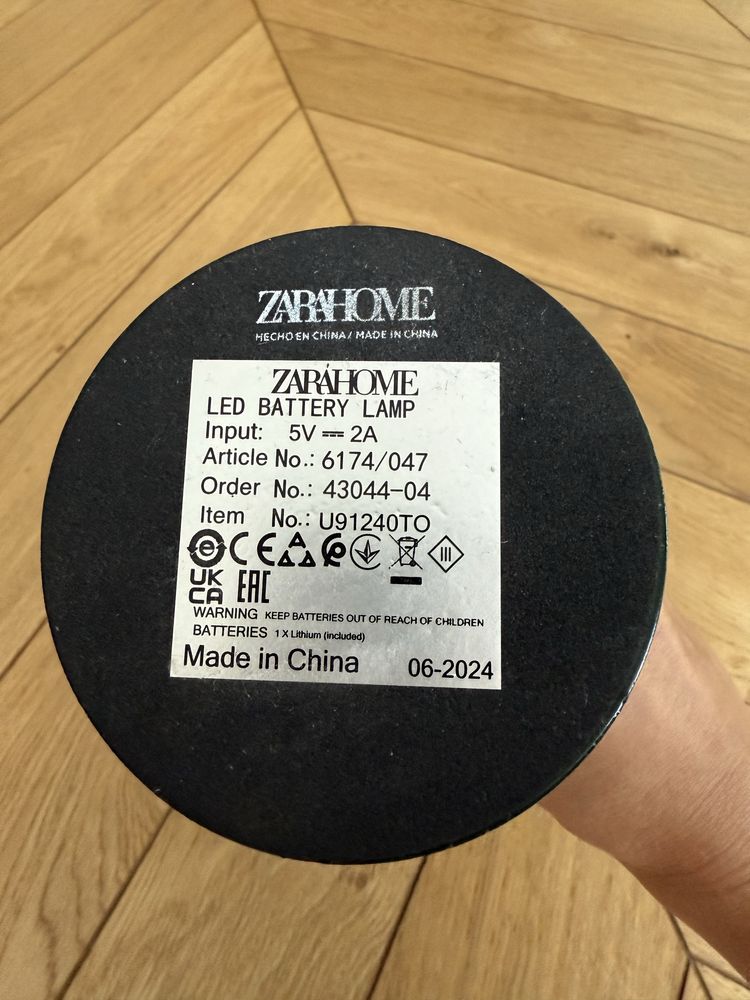 ZARAHOME
HECHO EN CHINA / MADE IN CHINA
ZARAHOME
LED BATTERY LAMP
Input: 5V ⎓ 2A
Article No.: 6174/047
Order No.: 43044-04
Item No.: U91240TO
CE
UK
CA EAC
WARNING KEEP BATTERIES OUT OF REACH OF CHILDREN
BATTERIES 1 X Lithium (included)
Made in China 06-2024